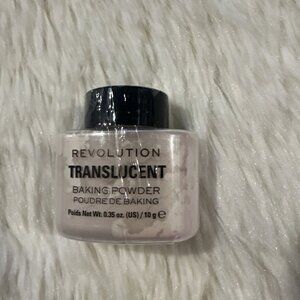 REVOLUTION
TRANSLUCENT
BAKING POWDER
POUDRE DE BAKING
Poids Net Wt. 0.35 oz. (US) / 10 g ℮